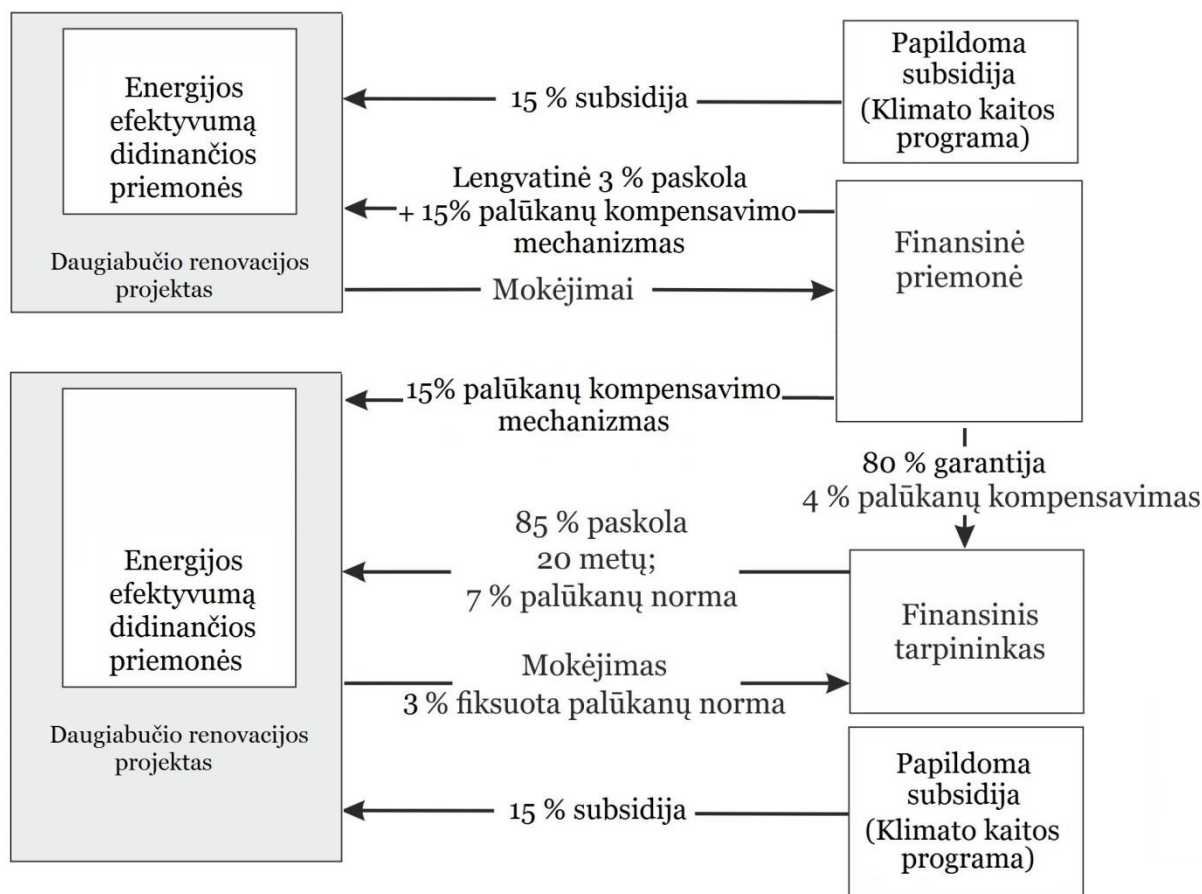 Energijos
efektyvumą
didinančios
priemonės
Daugiabučio renovacijos
projektas
15 % subsidija
Papildoma
subsidija
(Klimato kaitos
programa)
Lengvatinė 3 % paskola
+ 15% palūkanų kompensavimo
mechanizmas
Mokėjimai
Finansinė
priemonė
15% palūkanų kompensavimo
mechanizmas
80 % garantija
4 % palūkanų kompensavimas
Energijos
efektyvumą
didinančios
priemonės
Daugiabučio renovacijos
projektas
85 % paskola
20 metų;
7 % palūkanų norma
Finansinis
tarpininkas
Mokėjimas
3 % fiksuota palūkanų norma
15 % subsidija
Papildoma
subsidija
(Klimato kaitos
programa)